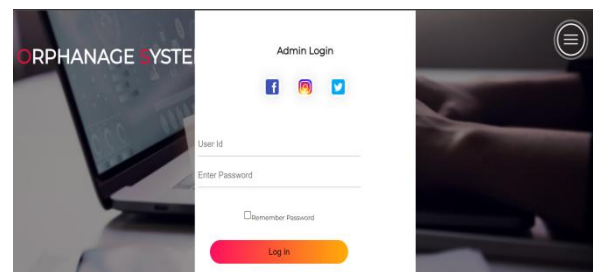 ORPHANAGE SYSTE
Admin Login
User Id
Enter Password
Remember Password
Log in